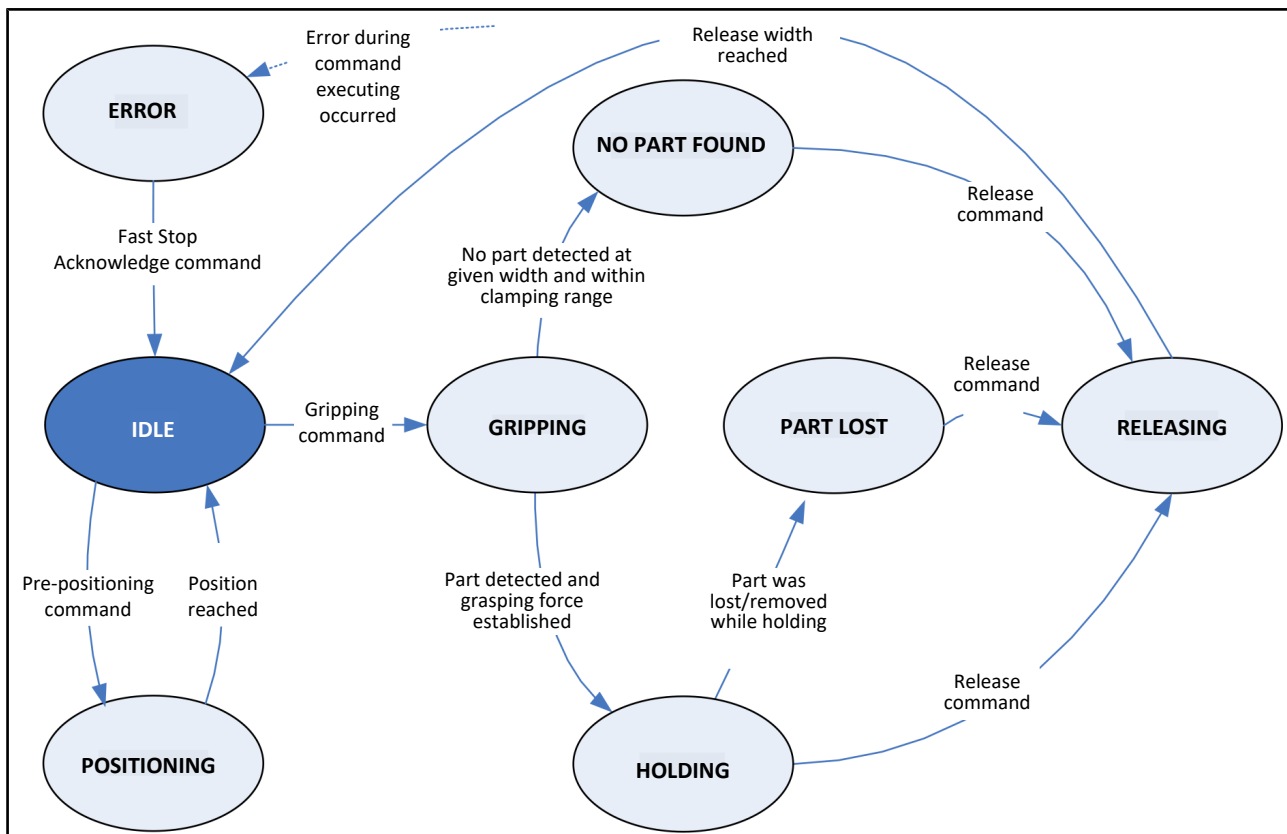 Error during
command
executing
occurred
Release width
reached
ERROR
NO PART FOUND
Release
command
Fast Stop
Acknowledge command
No part detected at
given width and within
clamping range
IDLE
Gripping
command
GRIPPING
PART LOST
Release
command
RELEASING
Pre-positioning
command
Position
reached
Part detected and
grasping force
established
Part was
lost/removed
while holding
Release
command
POSITIONING
HOLDING